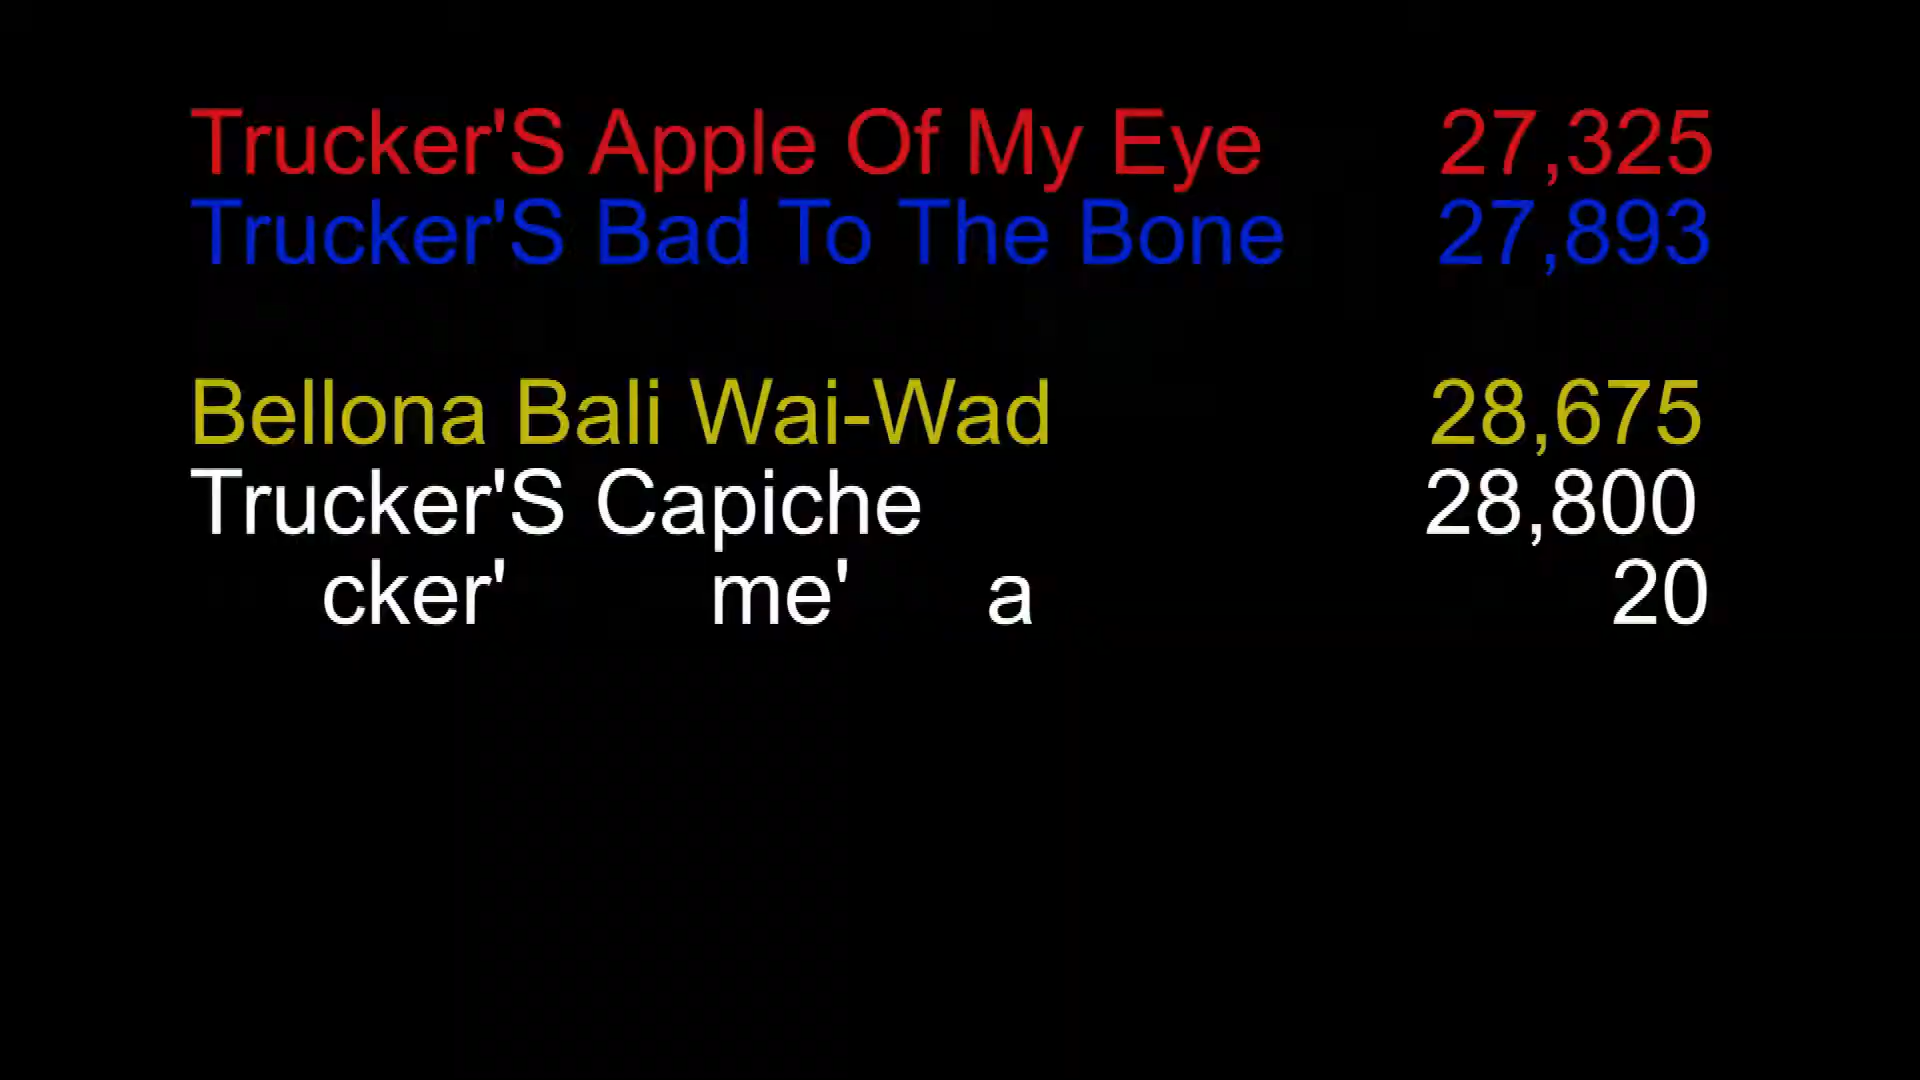 Trucker'S Apple Of My Eye 27,325
Trucker'S Bad To The Bone 27,893
Bellona Bali Wai-Wad 28,675
Trucker'S Capiche 28,800
cker' me' a 20